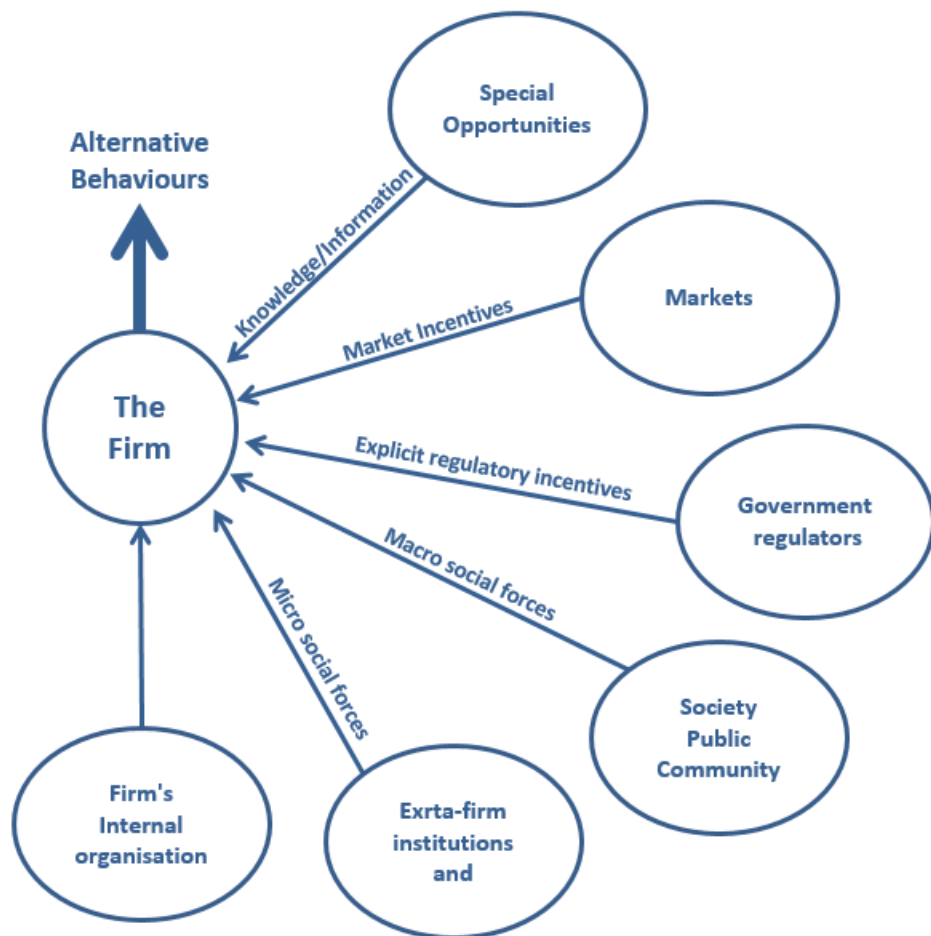 Special
Opportunities
Alternative
Behaviours
Knowledge/Information
Markets
Market Incentives
The
Firm
Explicit regulatory incentives
Government
regulators
Macro social forces
Micro social forces
Society
Public
Community
Firm's
Internal
organisation
Exrta-firm
institutions
and